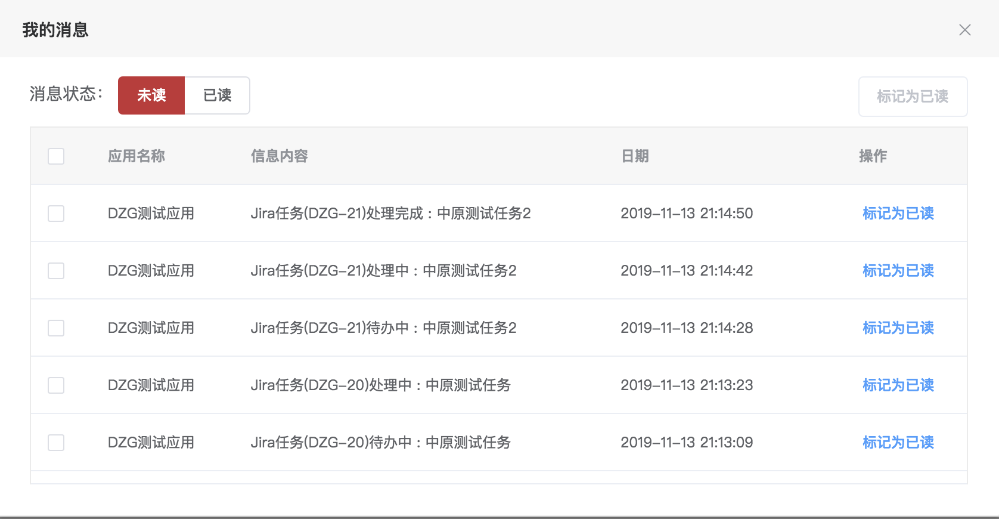 我的消息
消息状态： 未读 已读 标记为已读
应用名称 信息内容 日期 操作
DZG测试应用 Jira任务(DZG-21)处理完成：中原测试任务2 2019-11-13 21:14:50 标记为已读
DZG测试应用 Jira任务(DZG-21)处理中：中原测试任务2 2019-11-13 21:14:42 标记为已读
DZG测试应用 Jira任务(DZG-21)待办中：中原测试任务2 2019-11-13 21:14:28 标记为已读
DZG测试应用 Jira任务(DZG-20)处理中：中原测试任务 2019-11-13 21:13:23 标记为已读
DZG测试应用 Jira任务(DZG-20)待办中：中原测试任务 2019-11-13 21:13:09 标记为已读